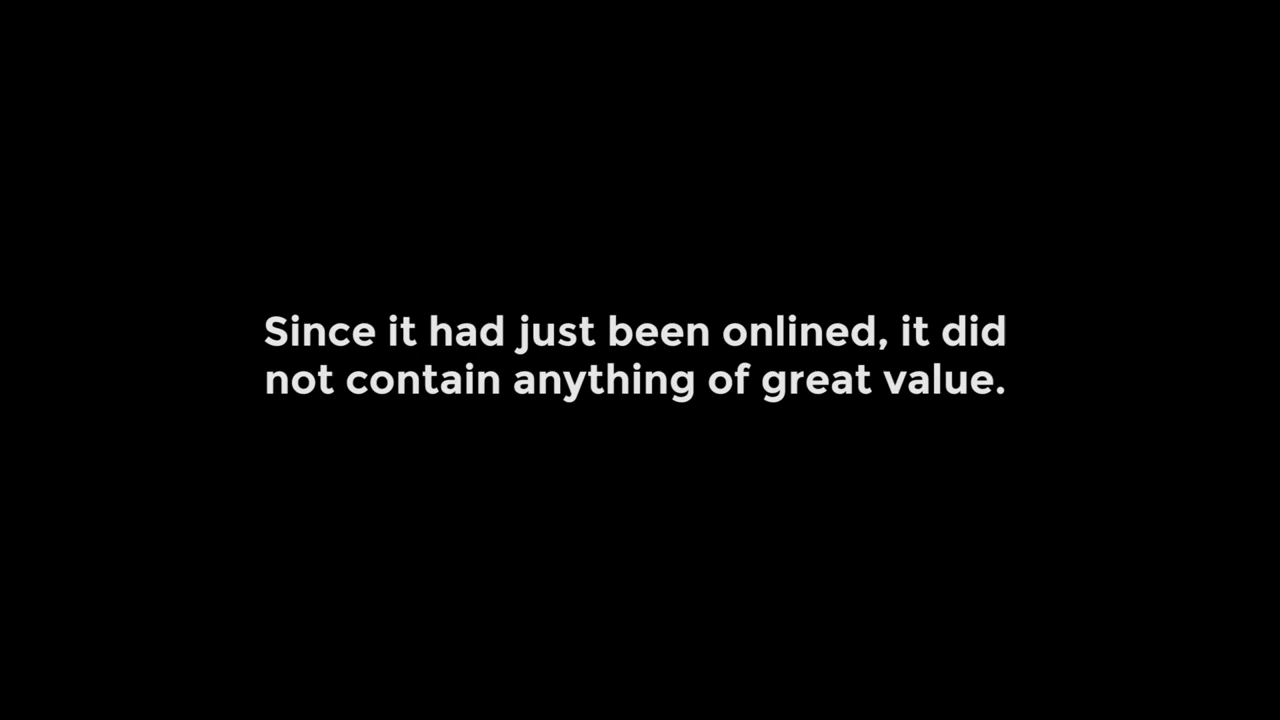 Since it had just been onlined, it did
not contain anything of great value.